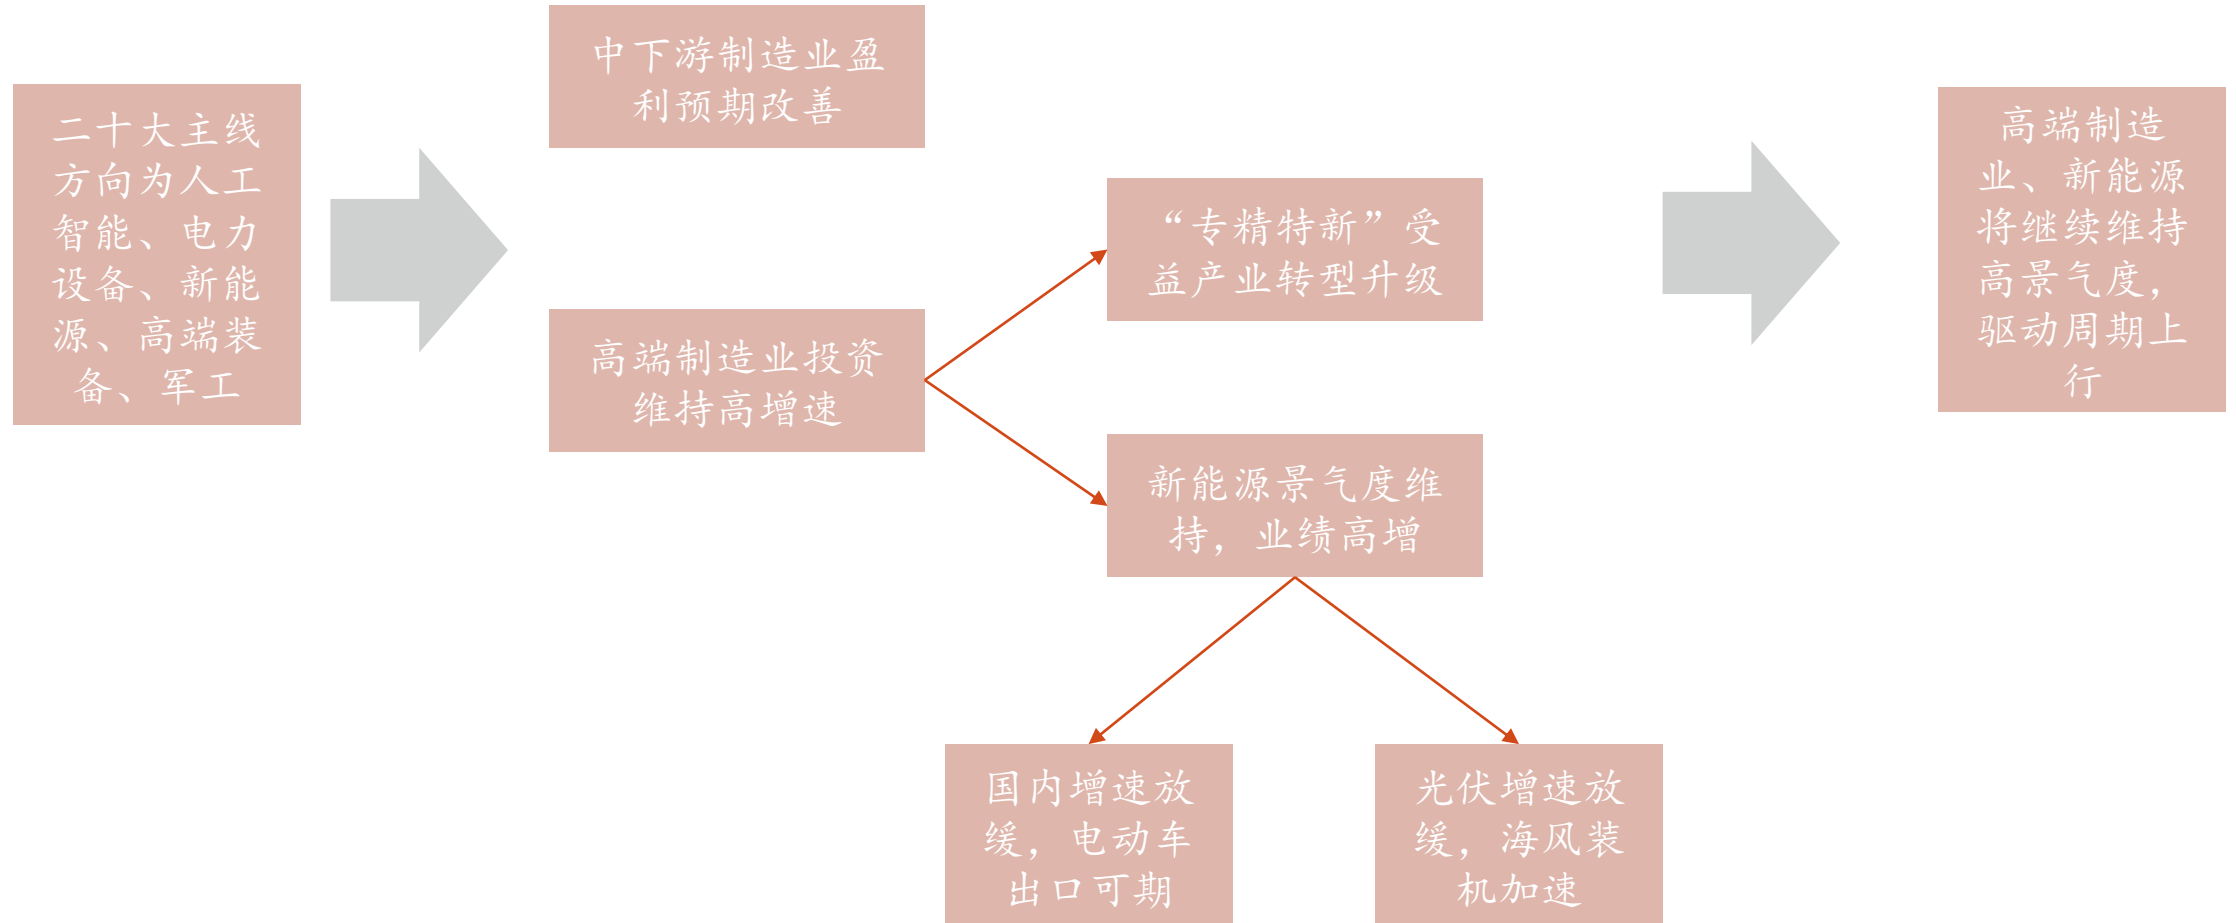 二十大主线
方向为人工
智能、电力
设备、新能
源、高端装
备、军工
中下游制造业盈
利预期改善
高端制造业投资
维持高增速
“专精特新”受
益产业转型升级
新能源景气度维
持，业绩高增
国内增速放
缓，电动车
出口可期
光伏增速放
缓，海风装
机加速
高端制造
业、新能源
将继续维持
高景气度，
驱动周期上
行